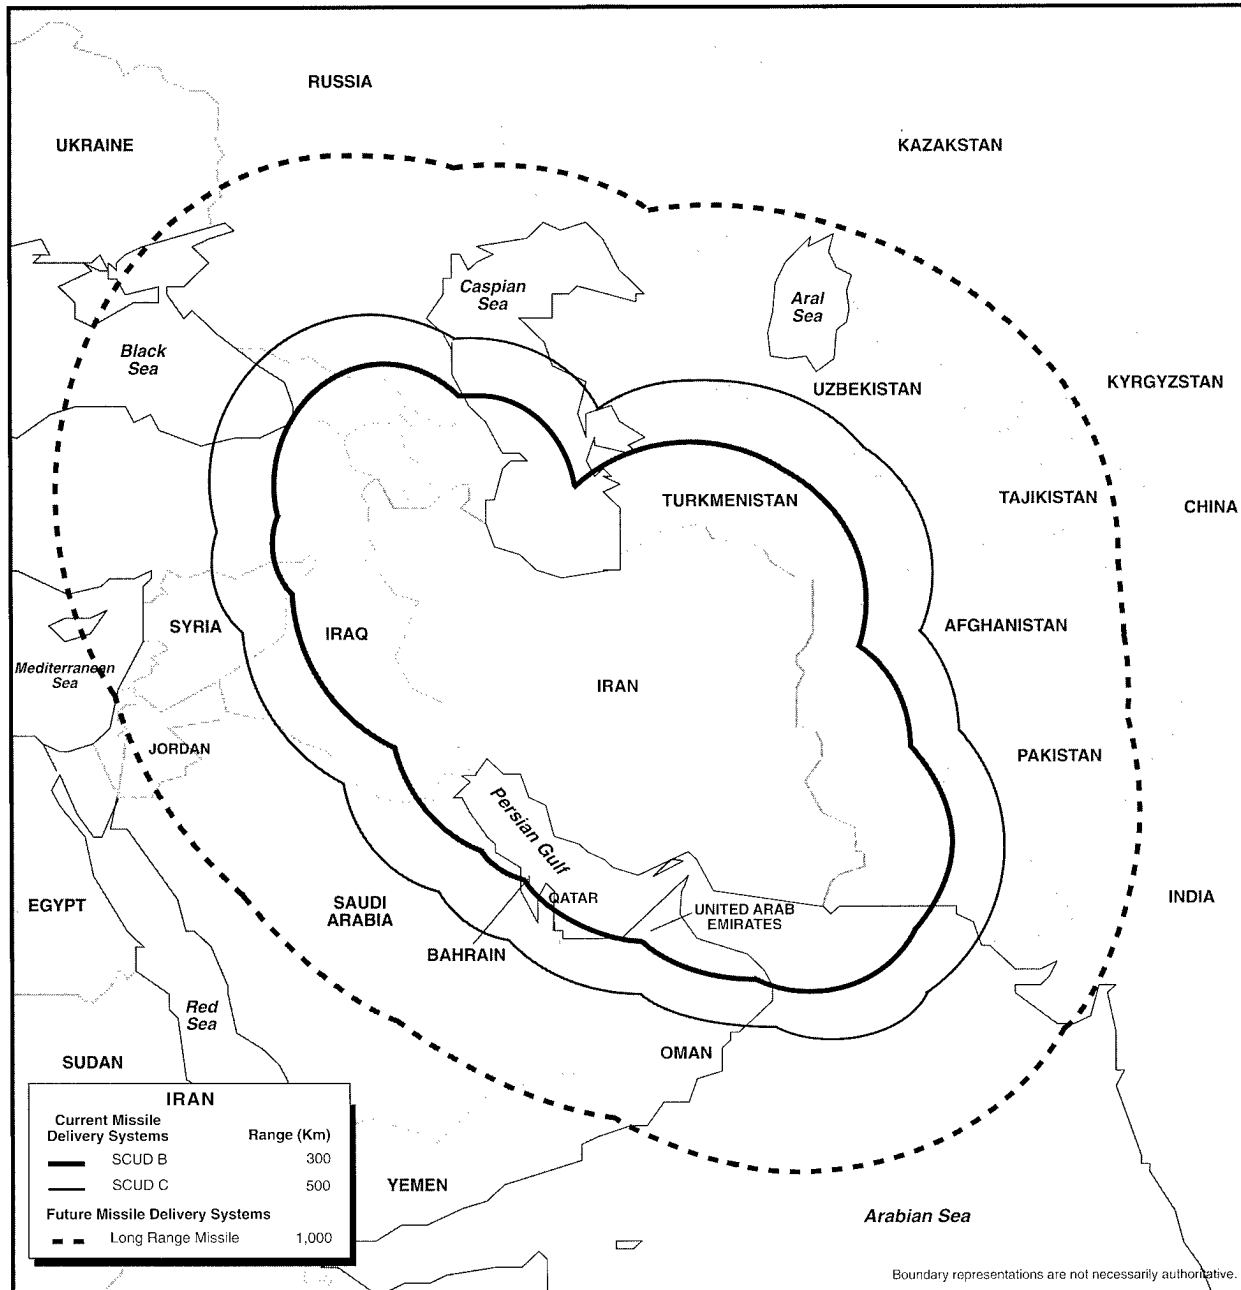 RUSSIA
UKRAINE
KAZAKSTAN
Caspian
Sea
Aral
Sea
Black
Sea
UZBEKISTAN
KYRGYZSTAN
TURKMENISTAN
TAJIKISTAN
CHINA
SYRIA
IRAQ
AFGHANISTAN
Mediterranean
Sea
IRAN
JORDAN
PAKISTAN
Persian Gulf
EGYPT
SAUDI
ARABIA
QATAR
UNITED ARAB
EMIRATES
INDIA
BAHRAIN
Red
Sea
OMAN
SUDAN
YEMEN
Arabian Sea
IRAN
Current Missile
Delivery Systems Range (Km)
SCUD B 300
SCUD C 500
Future Missile Delivery Systems
Long Range Missile 1,000
Boundary representations are not necessarily authoritative.